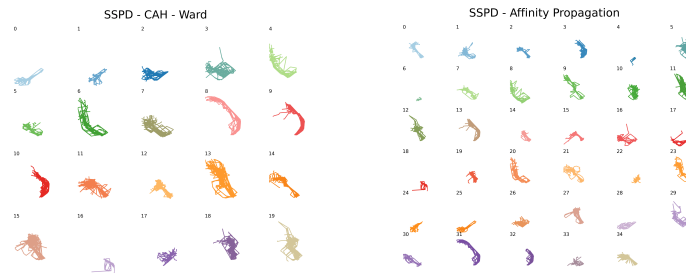 SSPD - CAH - Ward
0 1 2 3 4
5 6 7 8 9
10 11 12 13 14
15 16 17 18 19
SSPD - Affinity Propagation
0 1 2 3 4 5
6 7 8 9 10 11
12 13 14 15 16 17
18 19 20 21 22 23
24 25 26 27 28 29
30 31 32 33 34